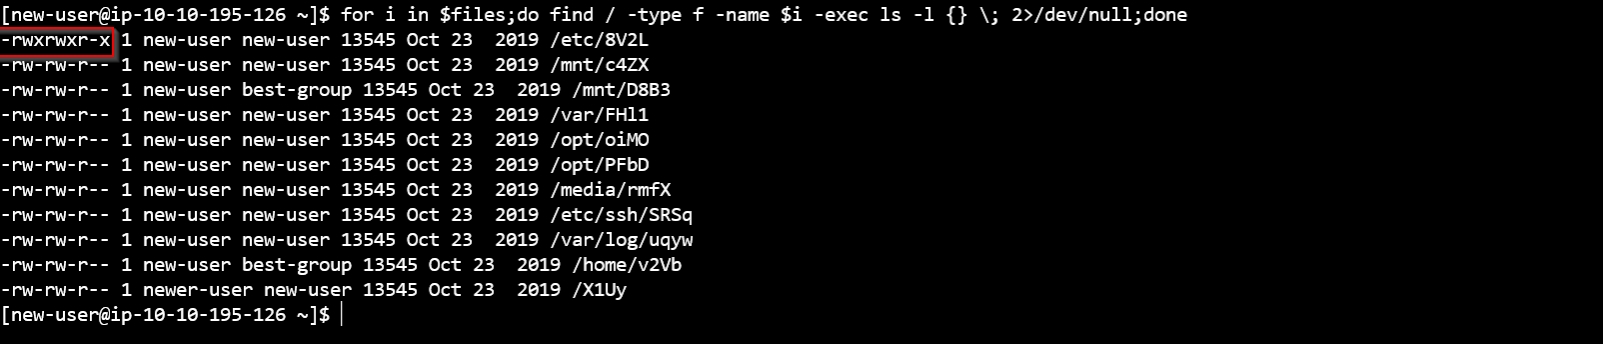 [new-user@ip-10-10-195-126 ~]$ for i in $files;do find / -type f -name $i -exec ls -l {} \; 2>/dev/null;done
-rwxrwxr-x 1 new-user new-user 13545 Oct 23  2019 /etc/8V2L
-rw-rw-r-- 1 new-user new-user 13545 Oct 23  2019 /mnt/c4ZX
-rw-rw-r-- 1 new-user best-group 13545 Oct 23  2019 /mnt/D8B3
-rw-rw-r-- 1 new-user new-user 13545 Oct 23  2019 /var/FHl1
-rw-rw-r-- 1 new-user new-user 13545 Oct 23  2019 /opt/oiMO
-rw-rw-r-- 1 new-user new-user 13545 Oct 23  2019 /opt/PFbD
-rw-rw-r-- 1 new-user new-user 13545 Oct 23  2019 /media/rmfX
-rw-rw-r-- 1 new-user new-user 13545 Oct 23  2019 /etc/ssh/SRSq
-rw-rw-r-- 1 new-user new-user 13545 Oct 23  2019 /var/log/uqyw
-rw-rw-r-- 1 new-user best-group 13545 Oct 23  2019 /home/v2Vb
-rw-rw-r-- 1 newer-user new-user 13545 Oct 23  2019 /X1Uy
[new-user@ip-10-10-195-126 ~]$